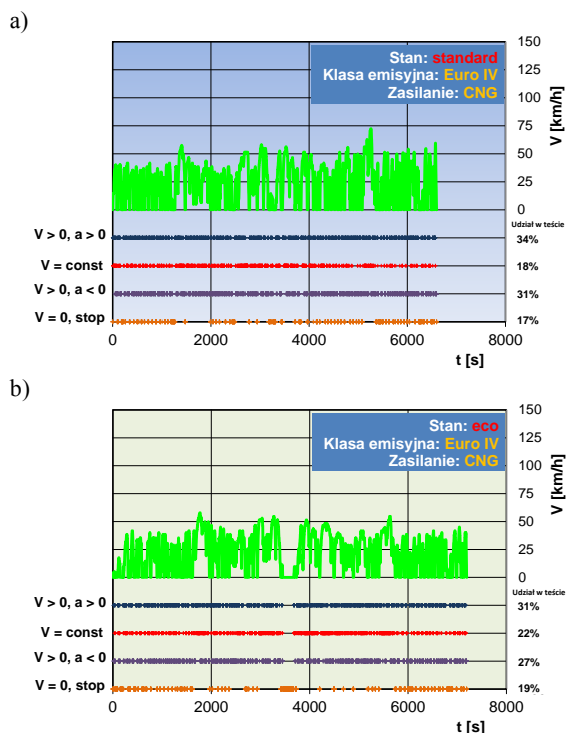 a)
150
Stan: standard
Klasa emisyjna: Euro IV
Zasilanie: CNG
125
100
75
50
25
0
V [km/h]
Udział w teście
V > 0, a > 0
34%
V = const
18%
V > 0, a < 0
31%
V = 0, stop
17%
0
2000
4000
6000
8000
t [s]
b)
150
Stan: eco
Klasa emisyjna: Euro IV
Zasilanie: CNG
125
100
75
50
25
0
V [km/h]
Udział w teście
V > 0, a > 0
31%
V = const
22%
V > 0, a < 0
27%
V = 0, stop
19%
0
2000
4000
6000
8000
t [s]